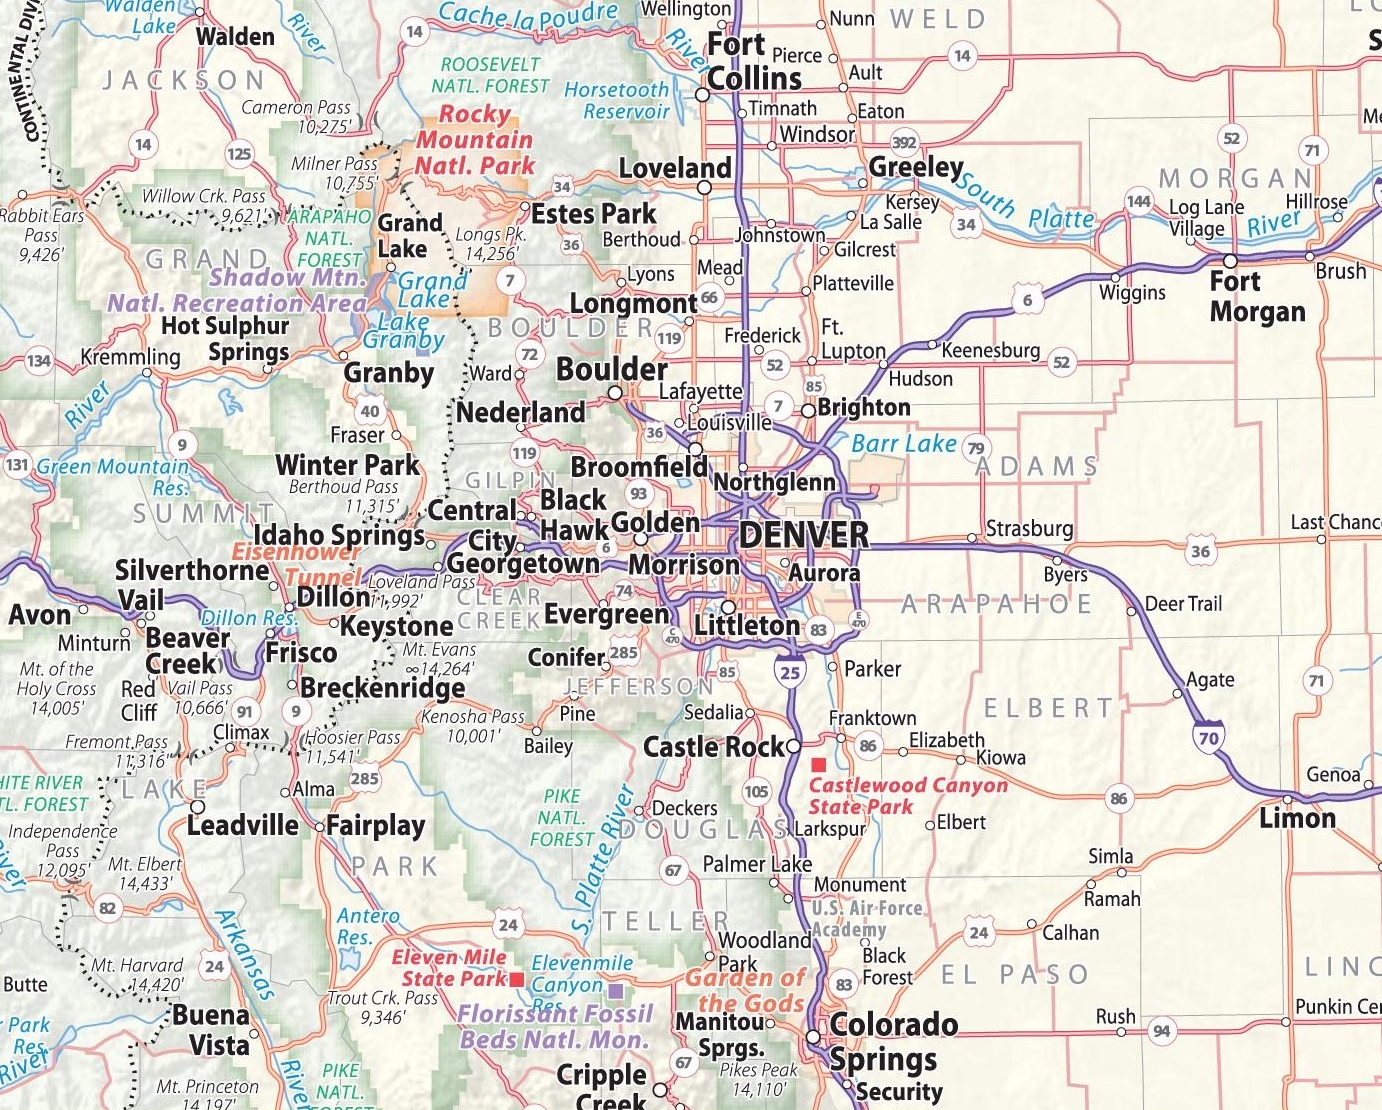 CONTINENTAL DIV
Walden
Lake
Walden
River
JACKSON
14
Cache la Poudre
River
Wellington
Nunn
WELD
Fort
Collins
Pierce
Ault
14
ROOSEVELT
NATL. FOREST
Horsetooth
Reservoir
Timnath
Eaton
Windsor
392
Cameron Pass
10,275'
Rocky
Mountain
Natl. Park
14
125
Milner Pass
10,755'
Loveland
Greeley
52
71
MORGAN
Willow Crk. Pass
9,621'
34
Estes Park
Kersey
La Salle
South Platte
River
34
144
Log Lane
Village
Hillrose
Rabbit Ears
Pass
9,426'
ARAPAHO
NATL.
FOREST
Grand
Lake
Longs Pk.
14,256'
36
Berthoud
Johnstown
Gilcrest
GRAND
Shadow Mtn.
Natl. Recreation Area
Grand
Lake
7
Lyons
Mead
Platteville
Wiggins
Fort
Morgan
Brush
Lake
Granby
Longmont
66
6
Hot Sulphur
Springs
BOULDER
119
Frederick
Ft.
Lupton
Keenesburg
52
134
Kremmling
Granby
72
Ward
Boulder
52
85
Hudson
River
40
Nederland
Lafayette
7
Brighton
Fraser
36
Louisville
Barr Lake
79
ADAMS
131
9
Green Mountain
Res.
Winter Park
Berthoud Pass
11,315'
119
GILPIN
Broomfield
Northglenn
SUMMIT
Central
City
Black
Hawk
93
Golden
DENVER
Strasburg
Last Chanc
Idaho Springs
Eisenhower
Tunnel
Georgetown
6
Morrison
Aurora
Byers
36
Silverthorne
Loveland Pass
11,992'
Vail
Dillon
CLEAR
CREEK
74
Deer Trail
Avon
Dillon Res.
Evergreen
Littleton
ARAPAHOE
C
470
83
E
470
Minturn
Beaver
Creek
Frisco
Keystone
Mt. Evans
∞14,264'
Conifer
285
Parker
Mt. of the
Holy Cross
14,005'
25
71
Red
Cliff
Vail Pass
10,666'
Breckenridge
JEFFERSON
85
Agate
91
9
Kenosha Pass
10,001'
Pine
Sedalia
Franktown
ELBERT
Climax
Hoosier Pass
11,541'
Bailey
Castle Rock
86
Elizabeth
Kiowa
70
Fremont Pass
11,316'
HITE RIVER
TL. FOREST
LAKE
Alma
285
105
Castlewood Canyon
State Park
86
Genoa
Leadville
Fairplay
PIKE
NATL.
FOREST
Deckers
DOUGLAS
Larkspur
Elbert
Limon
Independence
Pass
12,095'
Mt. Elbert
14,433'
PARK
S. Platte River
67
Palmer Lake
Simla
Ramah
River
82
Arkansas
Antero
Res.
24
TELLER
Monument
U.S. Air Force
Academy
24
Calhan
24
Mt. Harvard
14,420'
Eleven Mile
State Park
Elevenmile
Canyon
Res.
Woodland
Park
Black
Forest
EL PASO
LINC
Butte
Trout Crk. Pass
9,346'
Florissant Fossil
Beds Natl. Mon.
Garden of
the Gods
83
Buena
Vista
Manitou
Sprgs.
Colorado
Springs
Rush
94
Punkin Cen
r Park
Res.
River
Mt. Princeton
14,197'
River
PIKE
NATL.
FOREST
Cripple
Creek
67
Pikes Peak
14,110'
Security